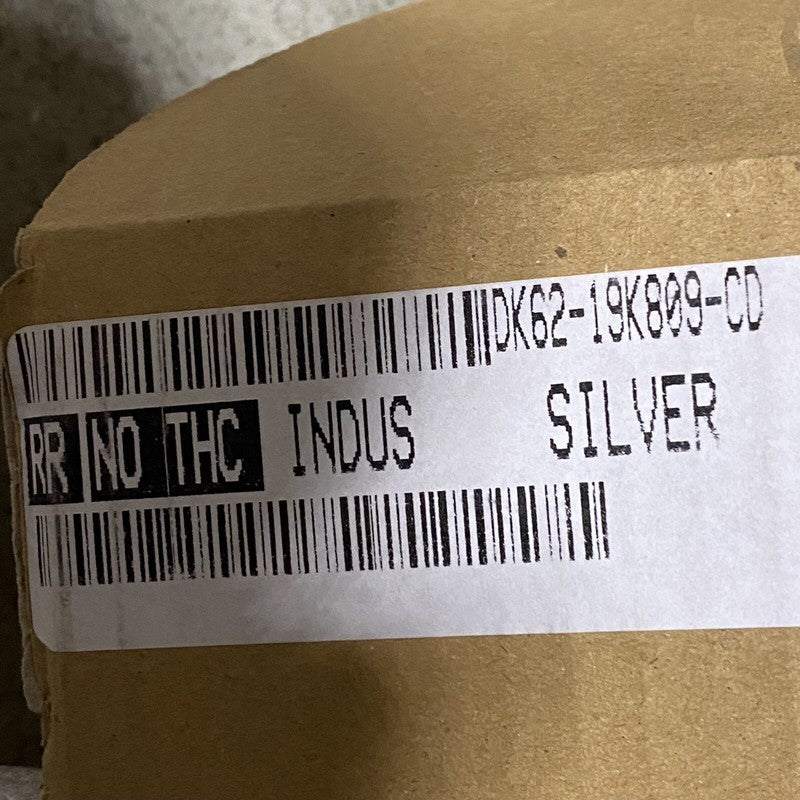 DK62-19K809-CD
RR NO THC INDUS SILVER